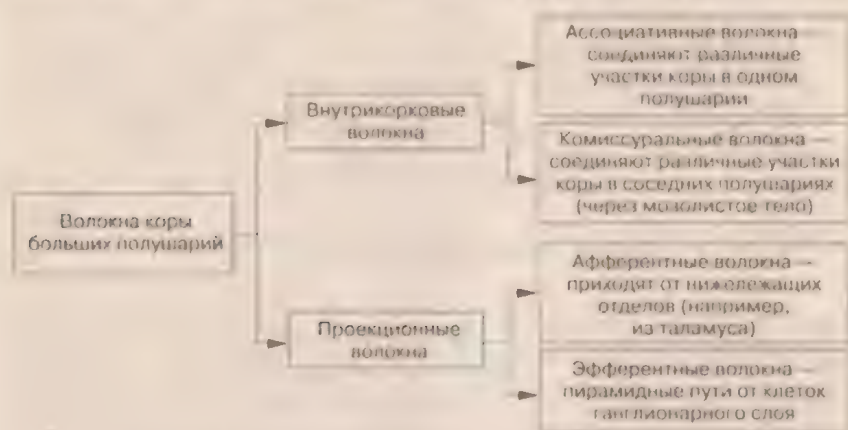 Волокна коры
больших полушарий
Внутрикорковые
волокна
Ассоциативные волокна —
соединяют различные
участки коры в одном
полушарии
Комиссуральные волокна —
соединяют различные участки
коры в соседних полушариях
(через мозолистое тело)
Проекционные
волокна
Афферентные волокна —
приходят от нижележащих
отделов (например,
из таламуса)
Эфферентные волокна —
пирамидные пути от клеток
ганглионарного слоя